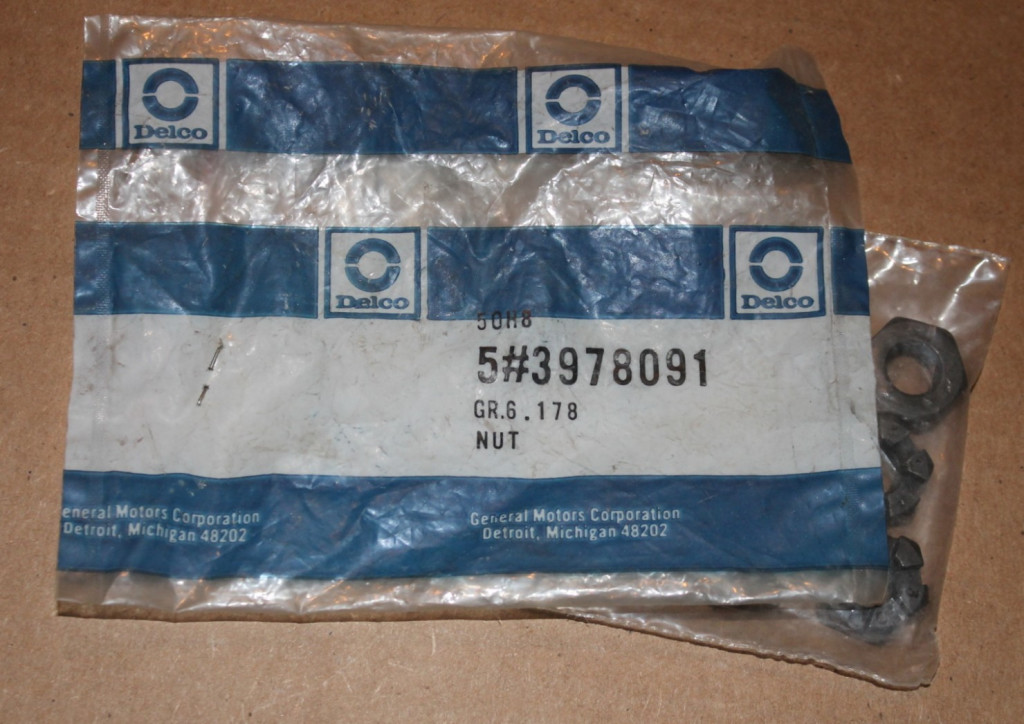 Delco
Delco
Delco
Delco
50H8
5#3978091
GR.6.178
NUT
eneral Motors Corporation
Detroit, Michigan 48202
General Motors Corporation
Detroit, Michigan 48202